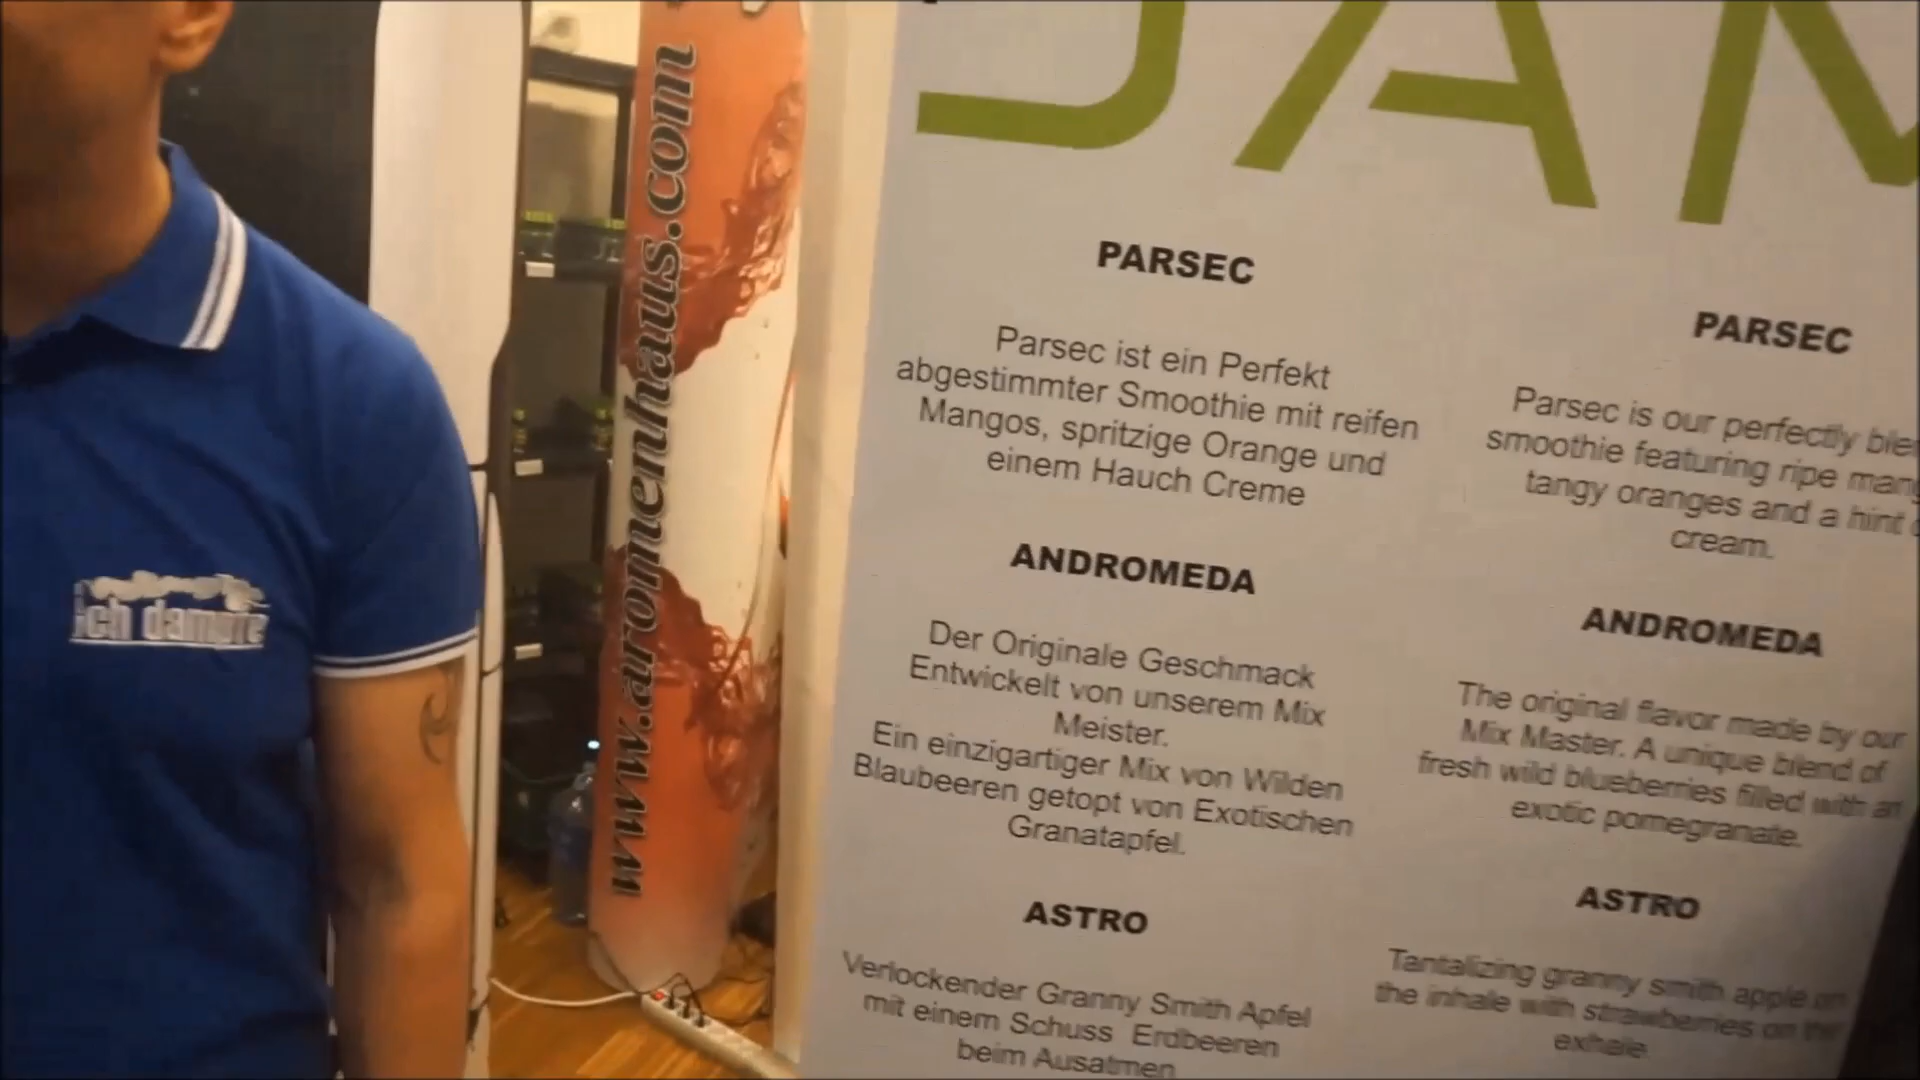 ich dampfe
www.aromenhaus.com
PARSEC
Parsec ist ein Perfekt
abgestimmter Smoothie mit reifen
Mangos, spritzige Orange und
einem Hauch Creme
ANDROMEDA
Der Originale Geschmack
Entwickelt von unserem Mix
Meister.
Ein einzigartiger Mix von Wilden
Blaubeeren getopt von Exotischen
Granatapfel.
ASTRO
Verlockender Granny Smith Apfel
mit einem Schuss Erdbeeren
beim Ausatmen
PARSEC
Parsec is our perfectly
smoothie featuring ripe
tangy oranges and a hint
cream.
ANDROMEDA
The original flavor made by our
Mix Master. A unique blend of
fresh wild blueberries filled with an
exotic pomegranate.
ASTRO
Tantalizing granny smith apple on
the inhale with strawberries on the
exhale.